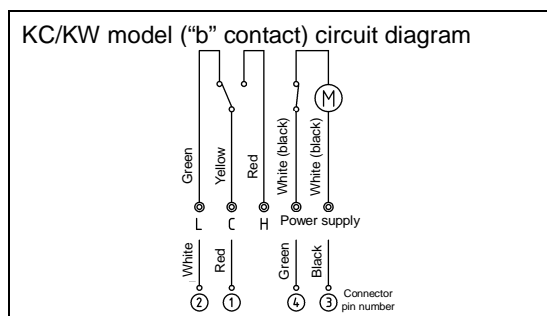 KC/KW model (“b” contact) circuit diagram
M
Green
Yellow
Red
White (black)
White (black)
L C H Power supply
White
Red
Green
Black
2 1 4 3 Connector
pin number